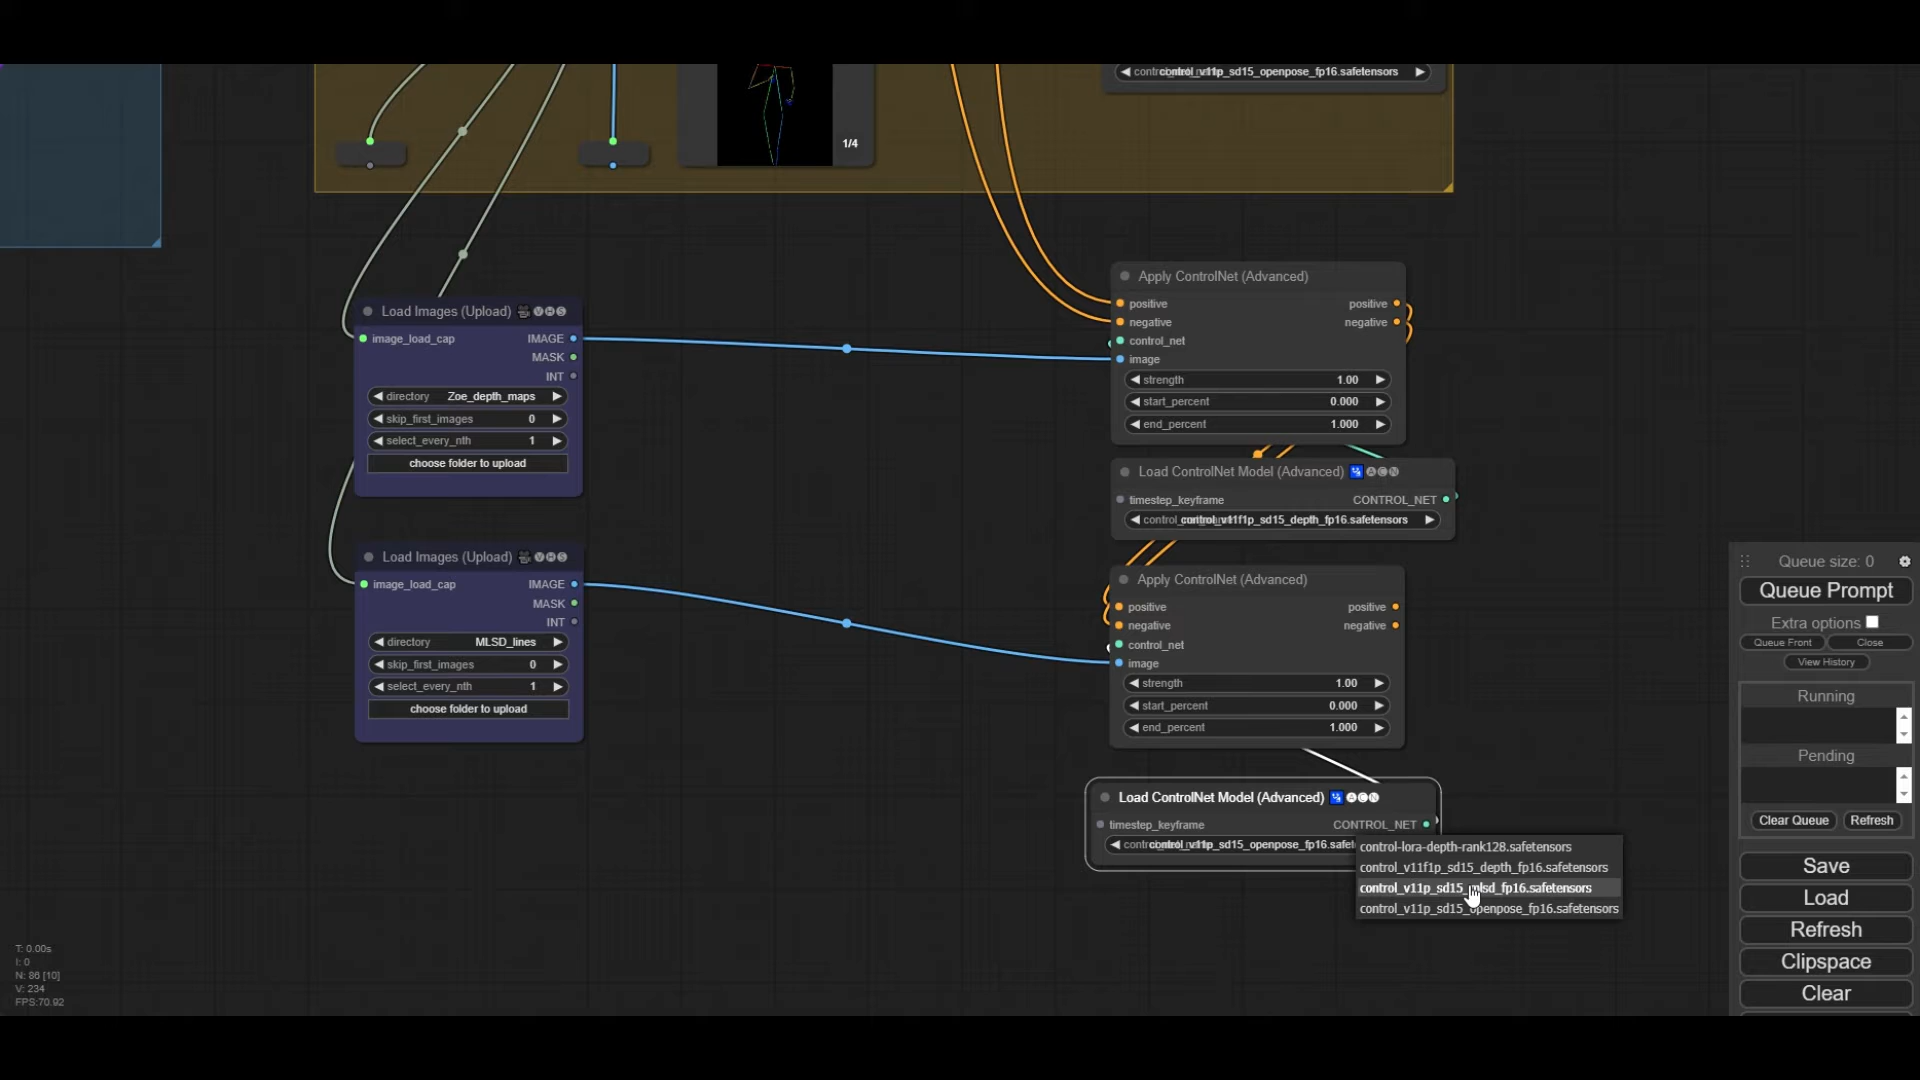 control_v11p_sd15_openpose_fp16.safetensors
1/4
Apply ControlNet (Advanced)
positive positive
negative negative
control_net
image
strength 1.00
start_percent 0.000
end_percent 1.000
Load Images (Upload) VHS
image_load_cap IMAGE
MASK
INT
directory Zoe_depth_maps
skip_first_images 0
select_every_nth 1
choose folder to upload
Load ControlNet Model (Advanced) ACN
timestep_keyframe CONTROL_NET
control_v11f1p_sd15_depth_fp16.safetensors
Load Images (Upload) VHS
image_load_cap IMAGE
MASK
INT
directory MLSD_lines
skip_first_images 0
select_every_nth 1
choose folder to upload
Apply ControlNet (Advanced)
positive positive
negative negative
control_net
image
strength 1.00
start_percent 0.000
end_percent 1.000
Load ControlNet Model (Advanced) ACN
timestep_keyframe CONTROL_NET
control_v11p_sd15_openpose_fp16.safet
control-lora-depth-rank128.safetensors
control_v11f1p_sd15_depth_fp16.safetensors
control_v11p_sd15_mlsd_fp16.safetensors
control_v11p_sd15_openpose_fp16.safetensors
Queue size: 0
Queue Prompt
Extra options
Queue Front Close
View History
Running
Pending
Clear Queue Refresh
Save
Load
Refresh
Clipspace
Clear
T: 0.00s
I: 0
N: 86 [10]
V: 234
FPS:70.92